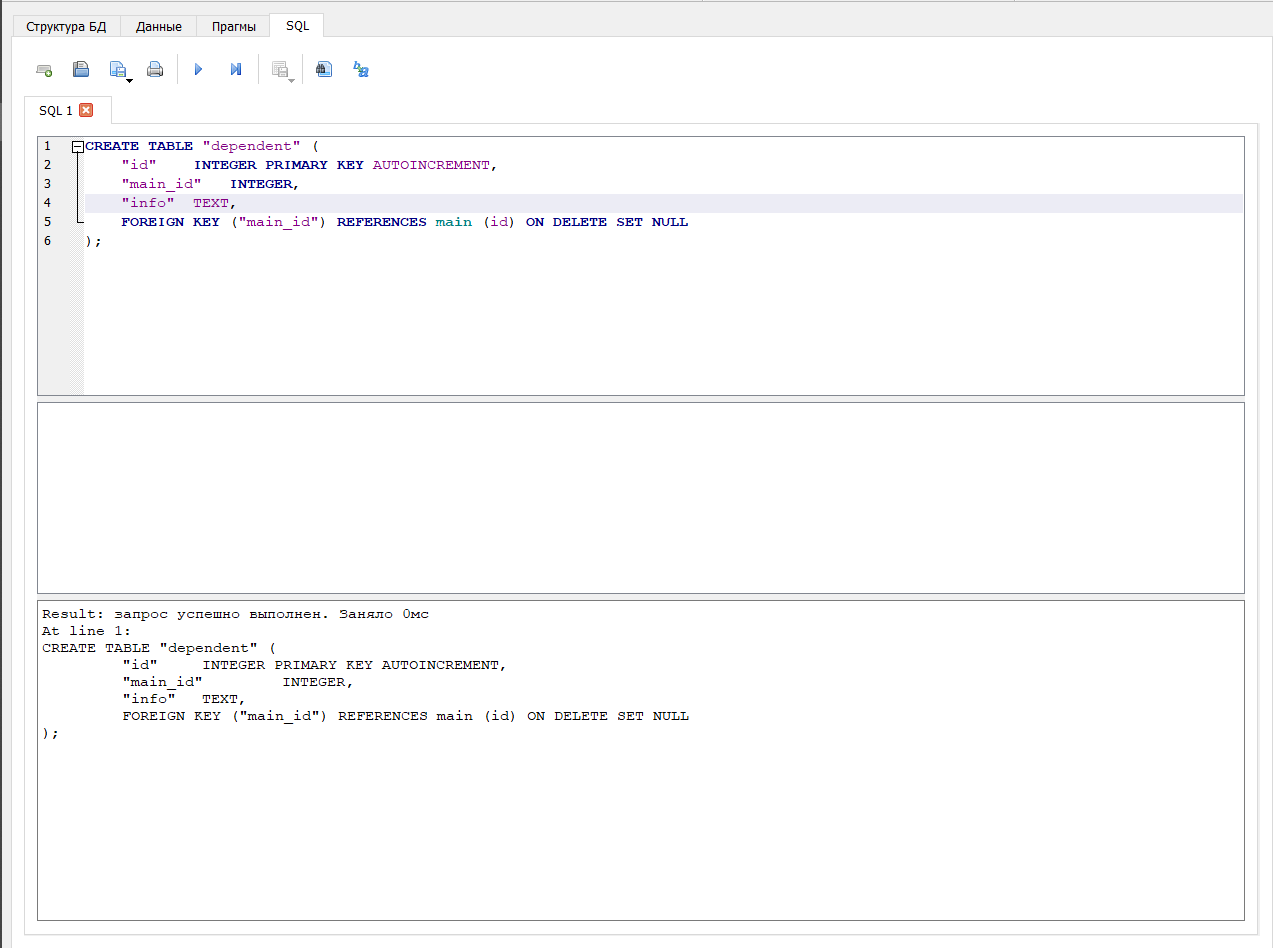 Структура БД Данные Прагмы SQL
SQL 1
1 CREATE TABLE "dependent" (
2 "id" INTEGER PRIMARY KEY AUTOINCREMENT,
3 "main_id" INTEGER,
4 "info" TEXT,
5 FOREIGN KEY ("main_id") REFERENCES main (id) ON DELETE SET NULL
6 );
Result: запрос успешно выполнен. Заняло 0мс
At line 1:
CREATE TABLE "dependent" (
"id" INTEGER PRIMARY KEY AUTOINCREMENT,
"main_id" INTEGER,
"info" TEXT,
FOREIGN KEY ("main_id") REFERENCES main (id) ON DELETE SET NULL
);